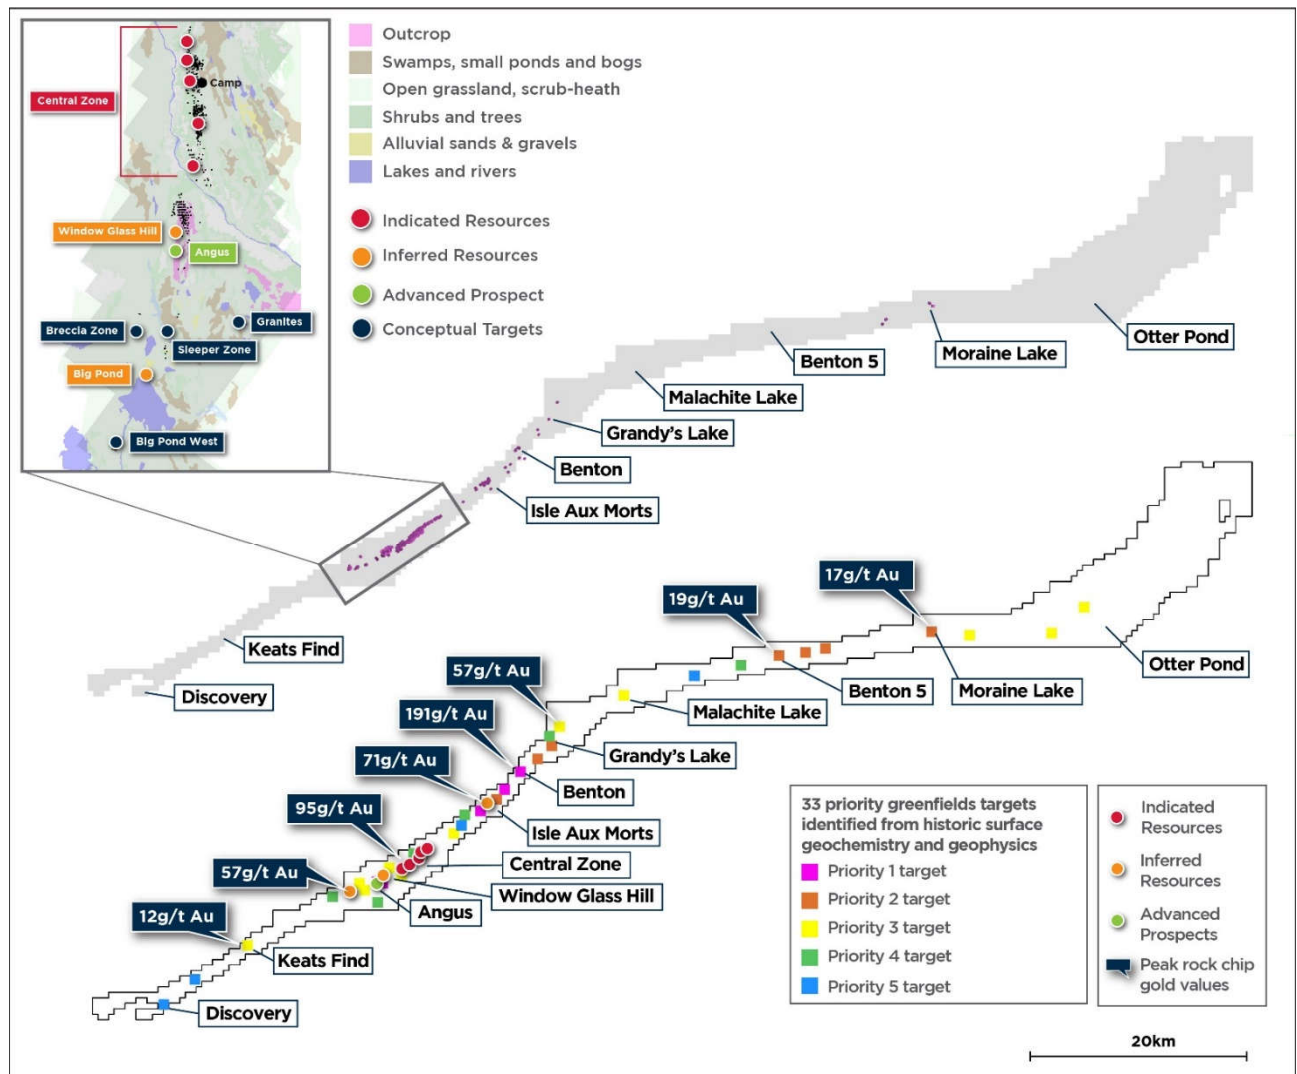 Camp
Central Zone
Window Glass Hill
Angus
Breccia Zone
Granites
Sleeper Zone
Big Pond
BIg Pond West
Outcrop
Swamps, small ponds and bogs
Open grassland, scrub-heath
Shrubs and trees
Alluvial sands & gravels
Lakes and rivers
Indicated Resources
Inferred Resources
Advanced Prospect
Conceptual Targets
Otter Pond
Moraine Lake
Benton 5
Malachite Lake
Grandy's Lake
Benton
Isle Aux Morts
Keats Find
Discovery
17g/t Au
19g/t Au
57g/t Au
191g/t Au
71g/t Au
95g/t Au
57g/t Au
12g/t Au
Otter Pond
Moraine Lake
Benton 5
Malachite Lake
Grandy's Lake
Benton
Isle Aux Morts
Central Zone
Window Glass Hill
Angus
Keats Find
Discovery
33 priority greenfields targets
identified from historic surface
geochemistry and geophysics
Priority 1 target
Priority 2 target
Priority 3 target
Priority 4 target
Priority 5 target
Indicated
Resources
Inferred
Resources
Advanced
Prospects
Peak rock chip
gold values
20km